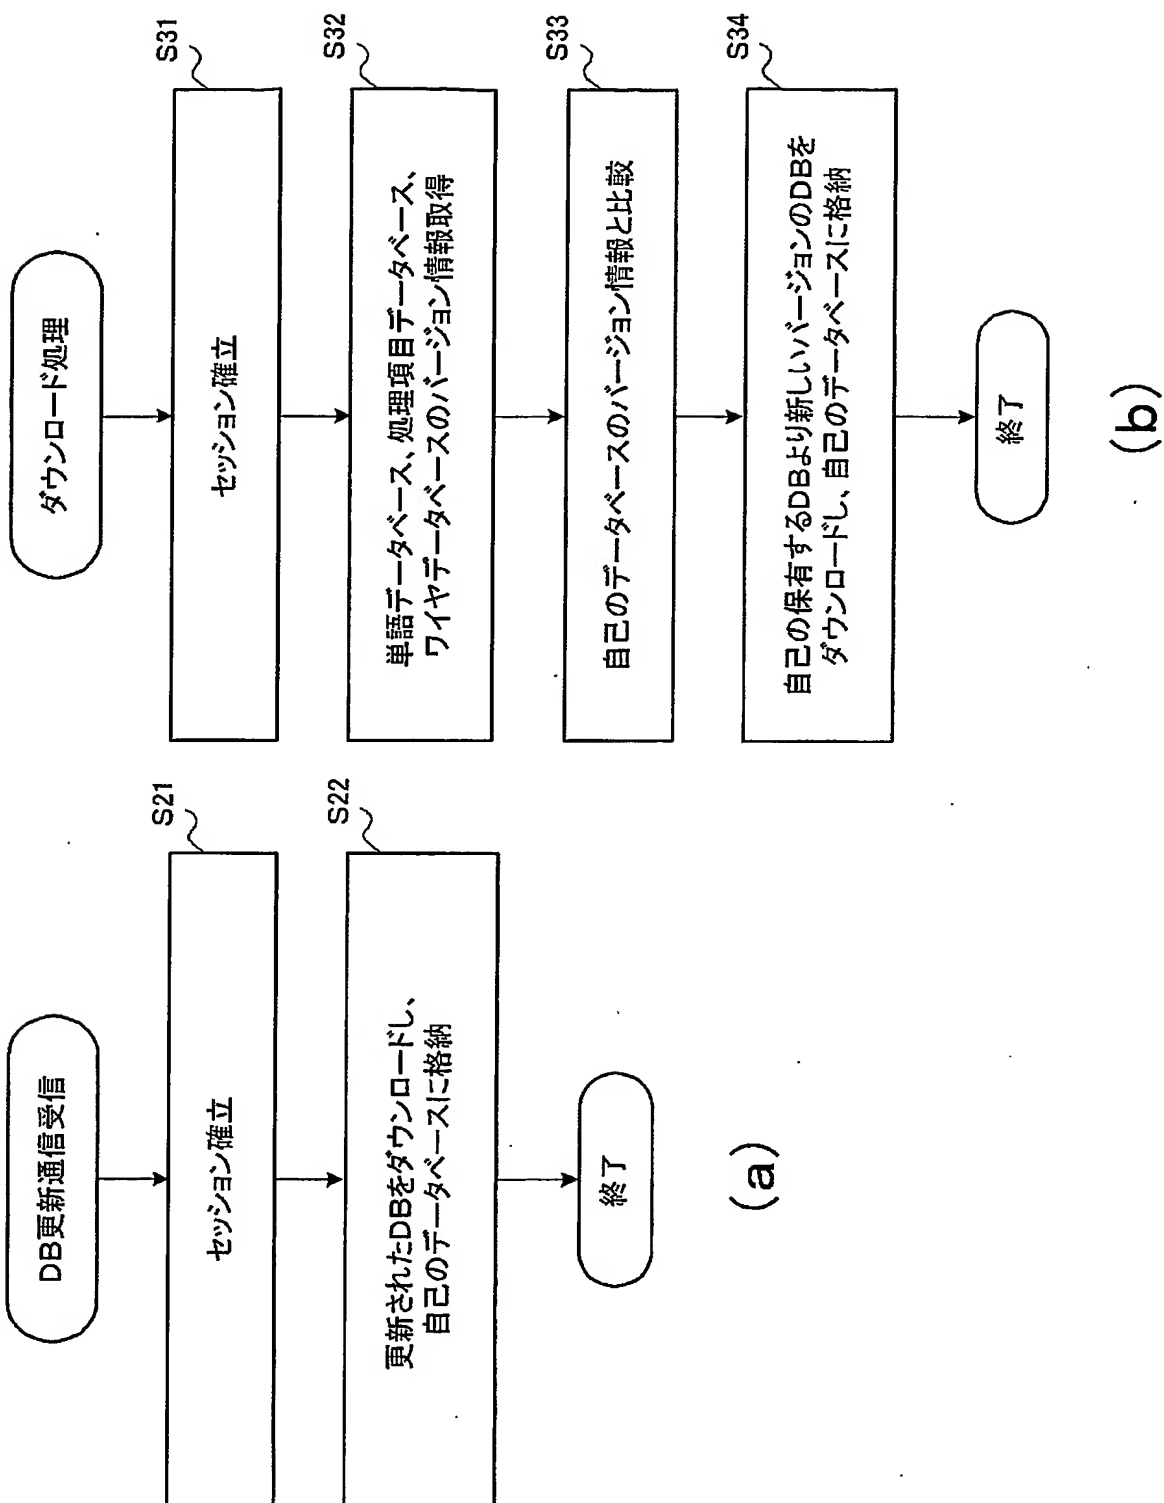 DB更新通信受信
S21
セッション確立
S22
更新されたDBをダウンロードし、
自己のデータベースに格納
終了
(a)
ダウンロード処理
S31
セッション確立
S32
単語データベース、処理項目データベース、
ワイヤデータベースのバージョン情報取得
S33
自己のデータベースのバージョン情報と比較
S34
自己の保有するDBより新しいバージョンのDBを
ダウンロードし、自己のデータベースに格納
終了
(b)